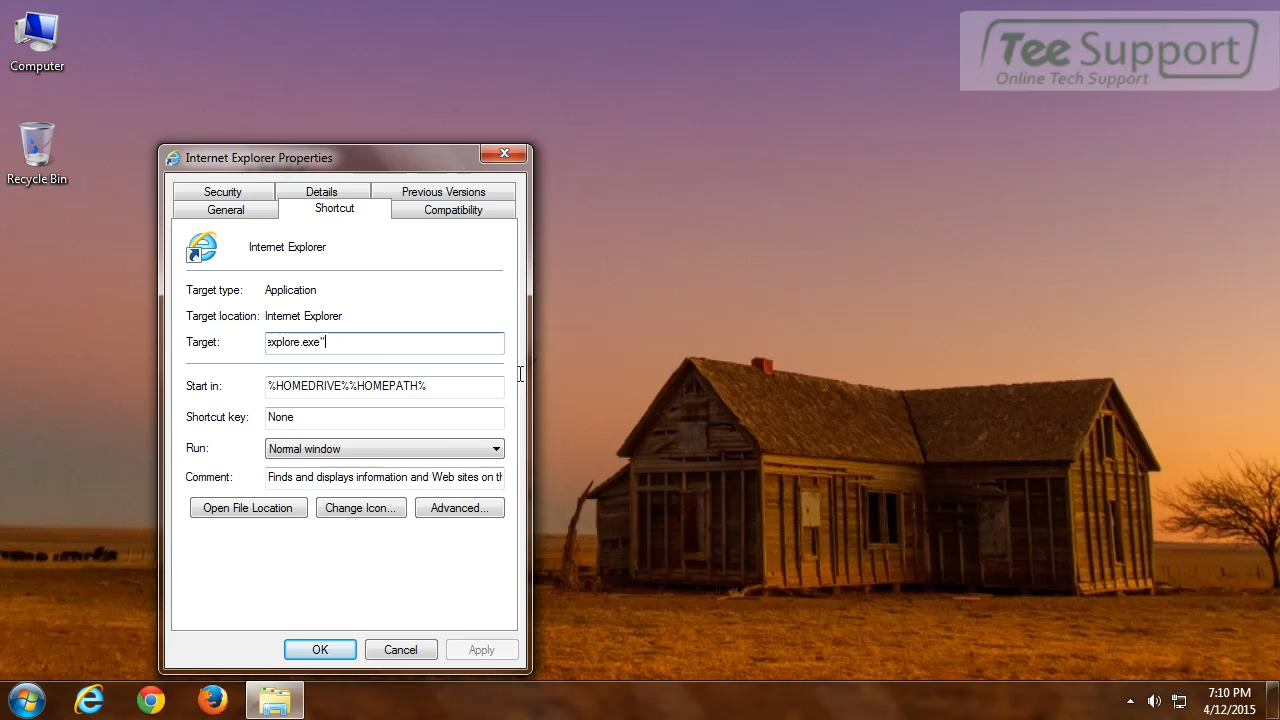 Computer
Recycle Bin
Tee Support
Online Tech Support
Internet Explorer Properties
Security Details Previous Versions
General Shortcut Compatibility
Internet Explorer
Target type: Application
Target location: Internet Explorer
Target: explore.exe"
Start in: %HOMEDRIVE%%HOMEPATH%
Shortcut key: None
Run: Normal window
Comment: Finds and displays information and Web sites on th
Open File Location Change Icon... Advanced...
OK Cancel Apply
7:10 PM
4/12/2015